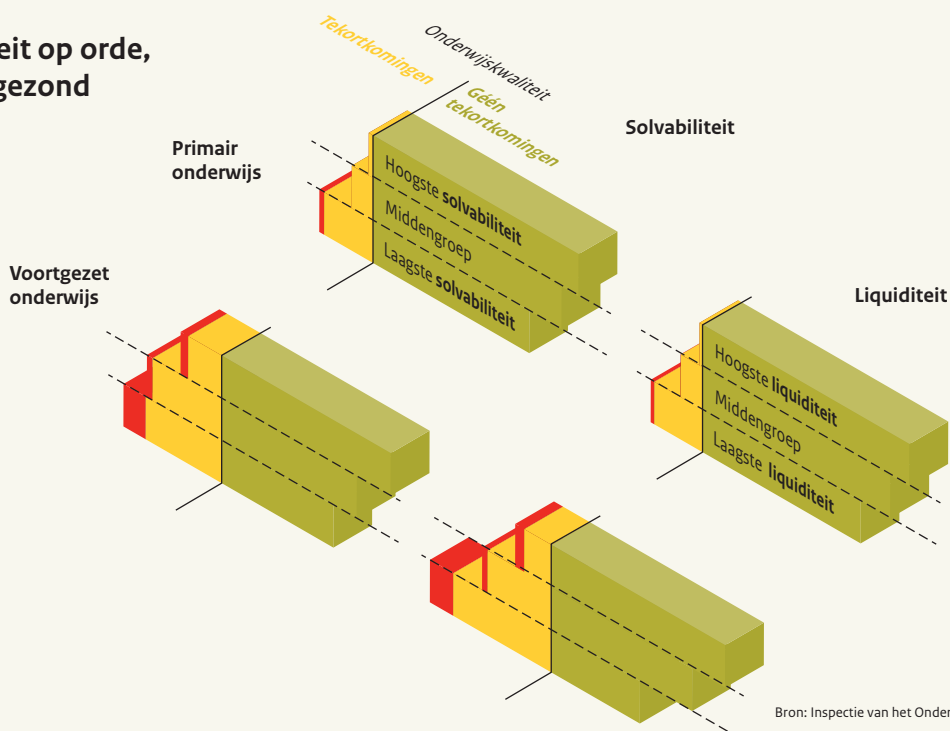 eit op orde,
gezond
Tekortkomingen
Onderwijskwaliteit
Géén
tekortkomingen
Solvabiliteit
Primair
onderwijs
Hoogste solvabiliteit
Middengroep
Laagste solvabiliteit
Voortgezet
onderwijs
Liquiditeit
Hoogste liquiditeit
Middengroep
Laagste liquiditeit
Bron: Inspectie van het Onder